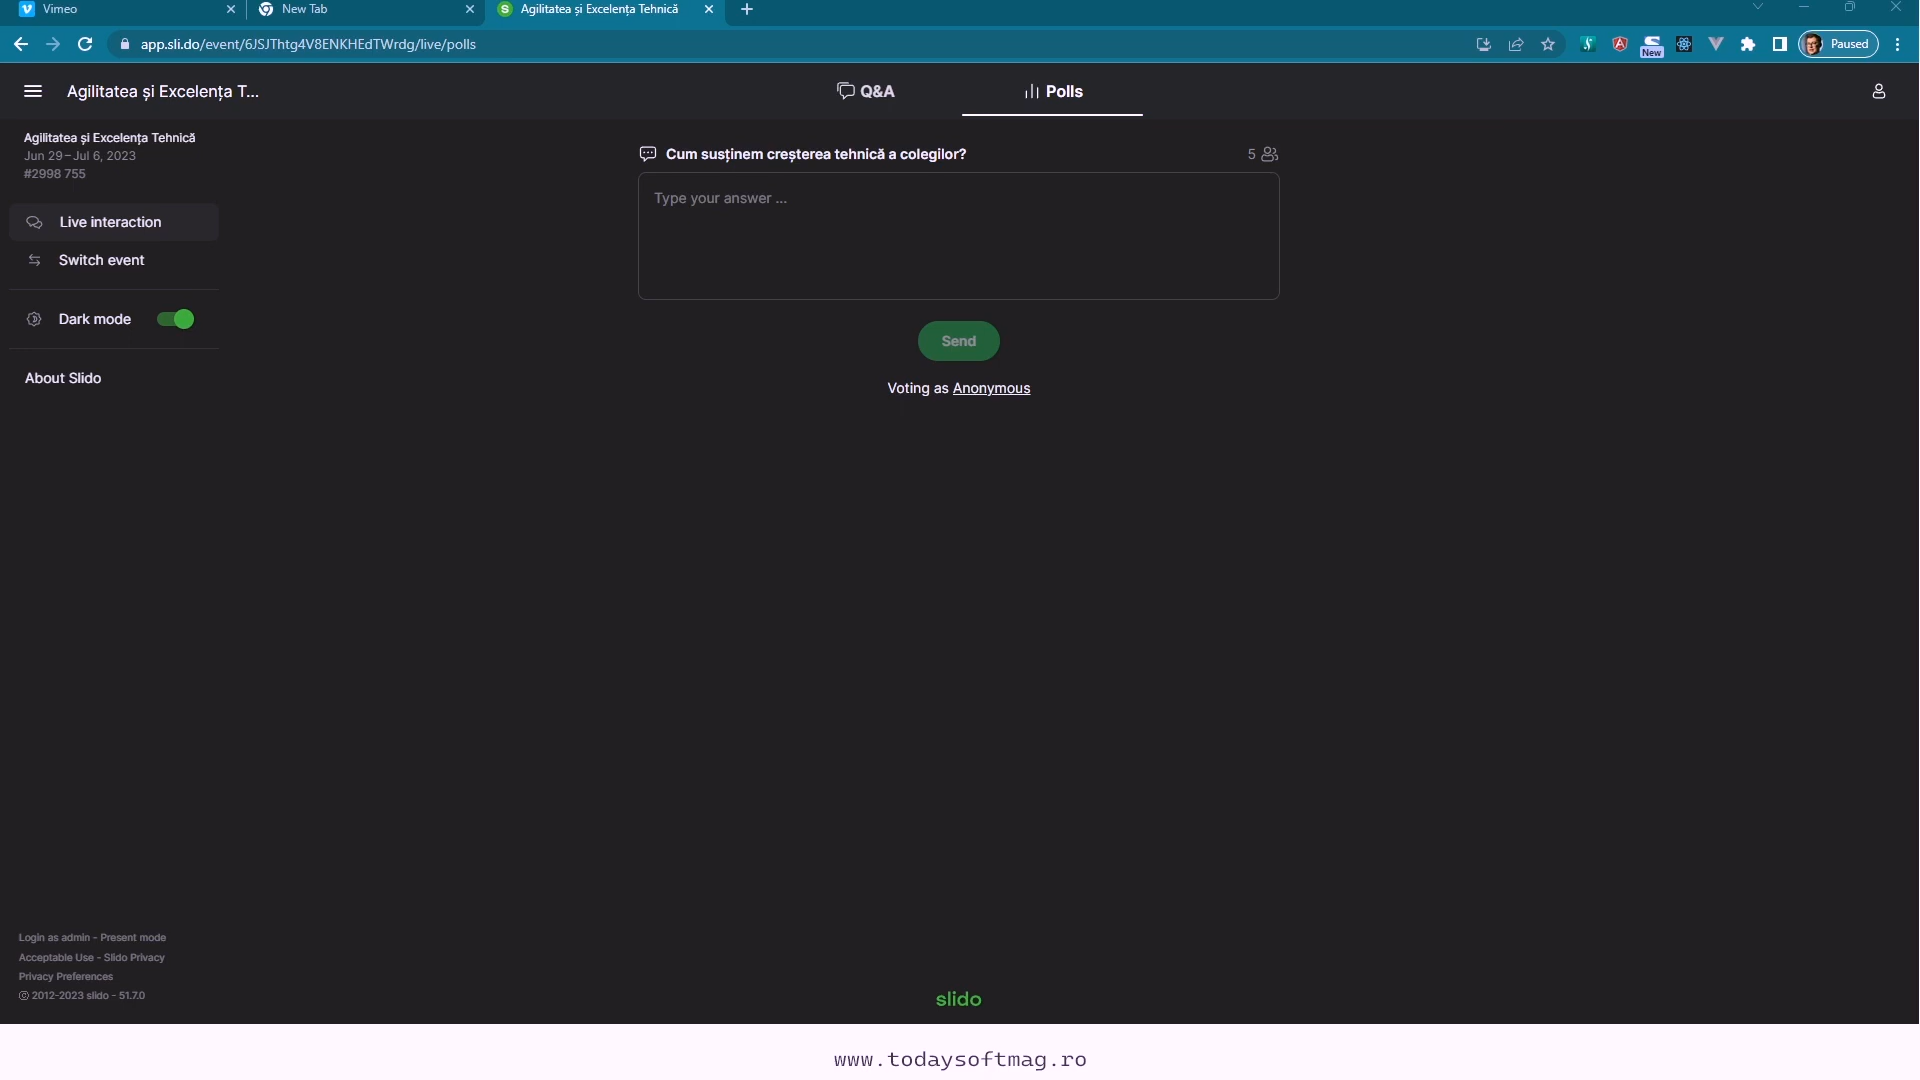 Vimeo
New Tab
Agilitatea și Excelența Tehnică
app.sli.do/event/6JSJThtg4V8ENKHEdTWrdg/live/polls
New
Paused
Agilitatea și Excelența T...
Q&A
Polls
Agilitatea și Excelența Tehnică
Jun 29 – Jul 6, 2023
#2998 755
Live interaction
Switch event
Dark mode
About Slido
Cum susținem creșterea tehnică a colegilor?
5
Type your answer ...
Send
Voting as Anonymous
Login as admin - Present mode
Acceptable Use - Slido Privacy
Privacy Preferences
© 2012-2023 slido - 51.7.0
slido
www.todaysoftmag.ro